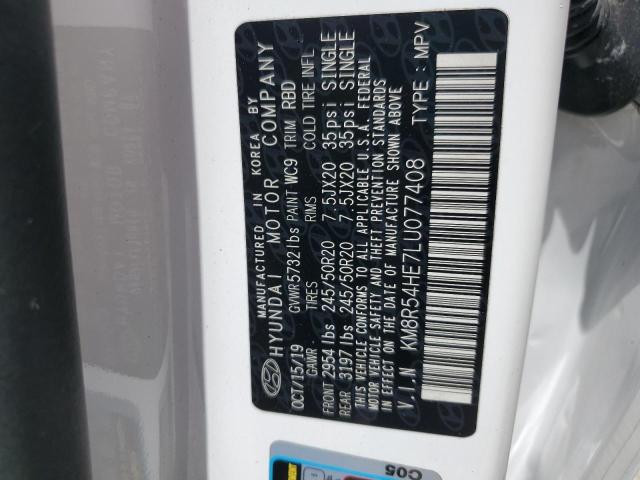 MANUFACTURED IN KOREA BY
HYUNDAI MOTOR COMPANY
OCT/15/19 GVWR 5732 lbs PAINT WC9 TRIM RBD
GAWR TIRES RIMS COLD TIRE INFL
FRONT 2954 lbs 245/50R20 7.5JX20 35psi SINGLE
REAR 3197 lbs 245/50R20 7.5JX20 35psi SINGLE
THIS VEHICLE CONFORMS TO ALL APPLICABLE U.S.A. FEDERAL
MOTOR VEHICLE SAFETY AND THEFT PREVENTION STANDARDS
IN EFFECT ON THE DATE OF MANUFACTURE SHOWN ABOVE
V.I.N KM8R54HE7LU077408 TYPE : MPV
C05